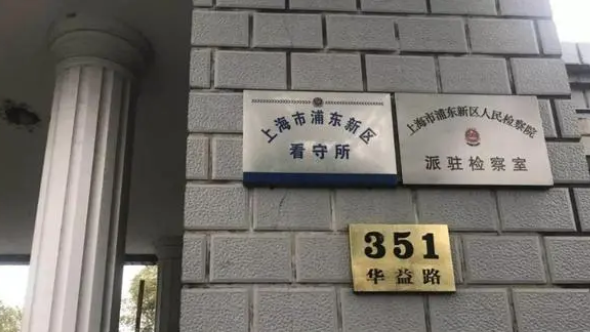 上海市浦东新区
看守所
上海市浦东新区人民检察院
派驻检察室
351
华益路